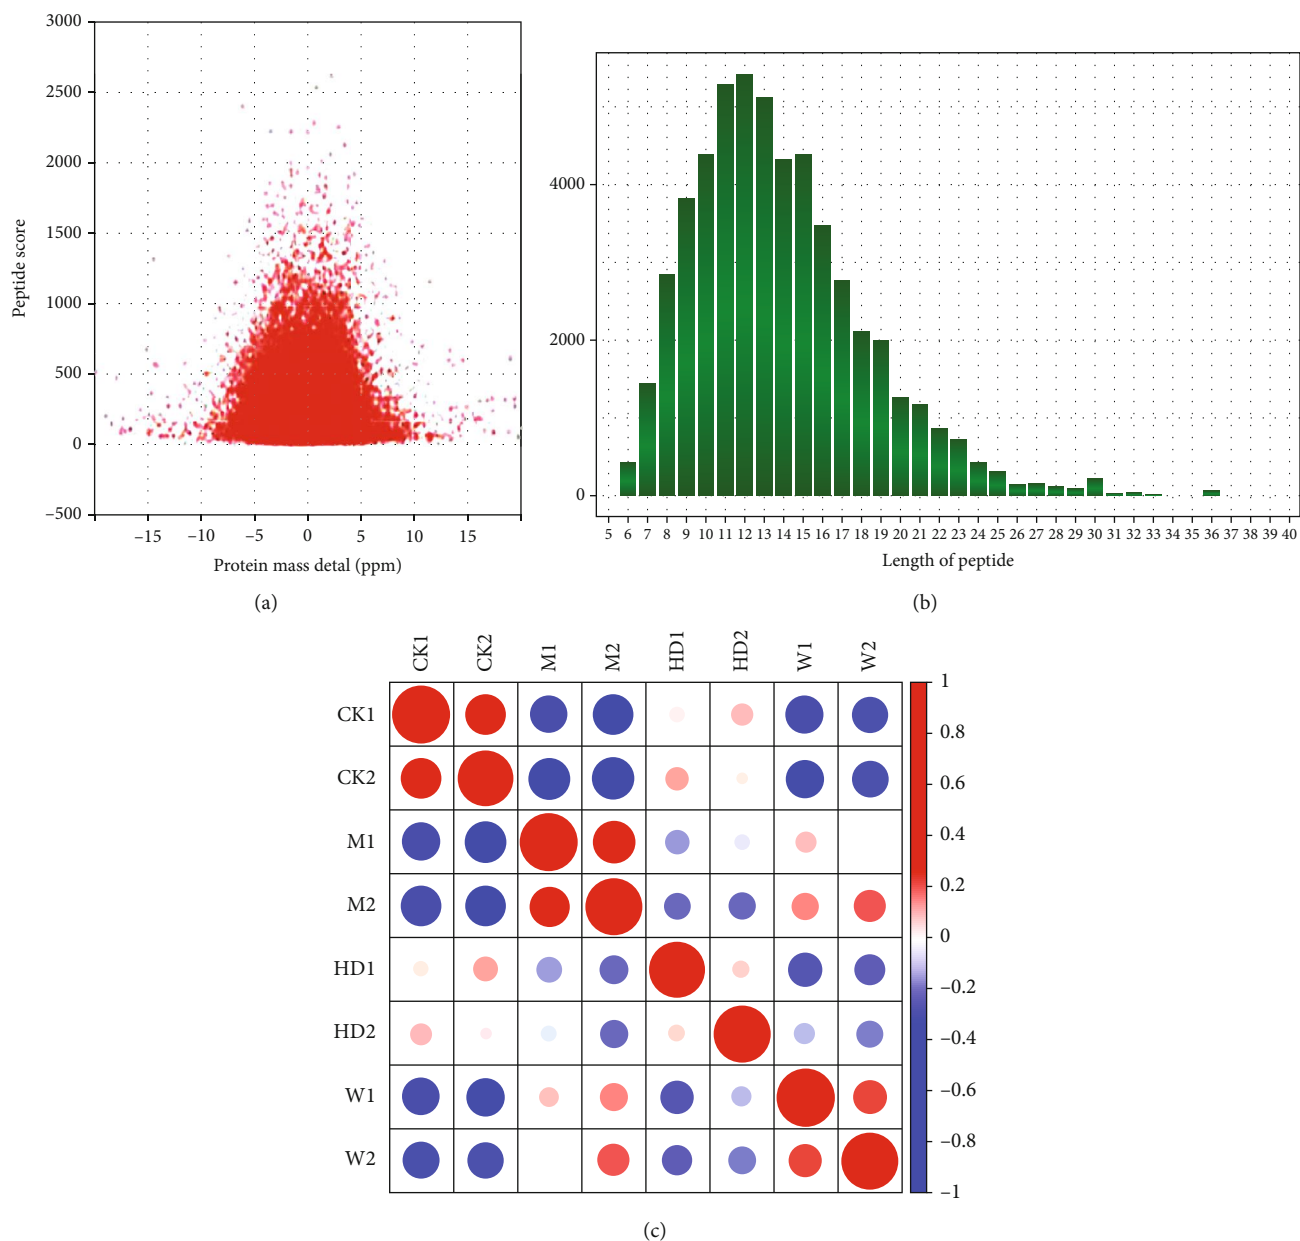 3000
2500
2000
1500
1000
500
0
−500
Peptide score
−15 −10 −5 0 5 10 15
Protein mass detal (ppm)
(a)
4000
2000
0
5 6 7 8 9 10 11 12 13 14 15 16 17 18 19 20 21 22 23 24 25 26 27 28 29 30 31 32 33 34 35 36 37 38 39 40
Length of peptide
(b)
CK1 CK2 M1 M2 HD1 HD2 W1 W2
CK1
CK2
M1
M2
HD1
HD2
W1
W2
1
0.8
0.6
0.4
0.2
0
−0.2
−0.4
−0.6
−0.8
−1
(c)